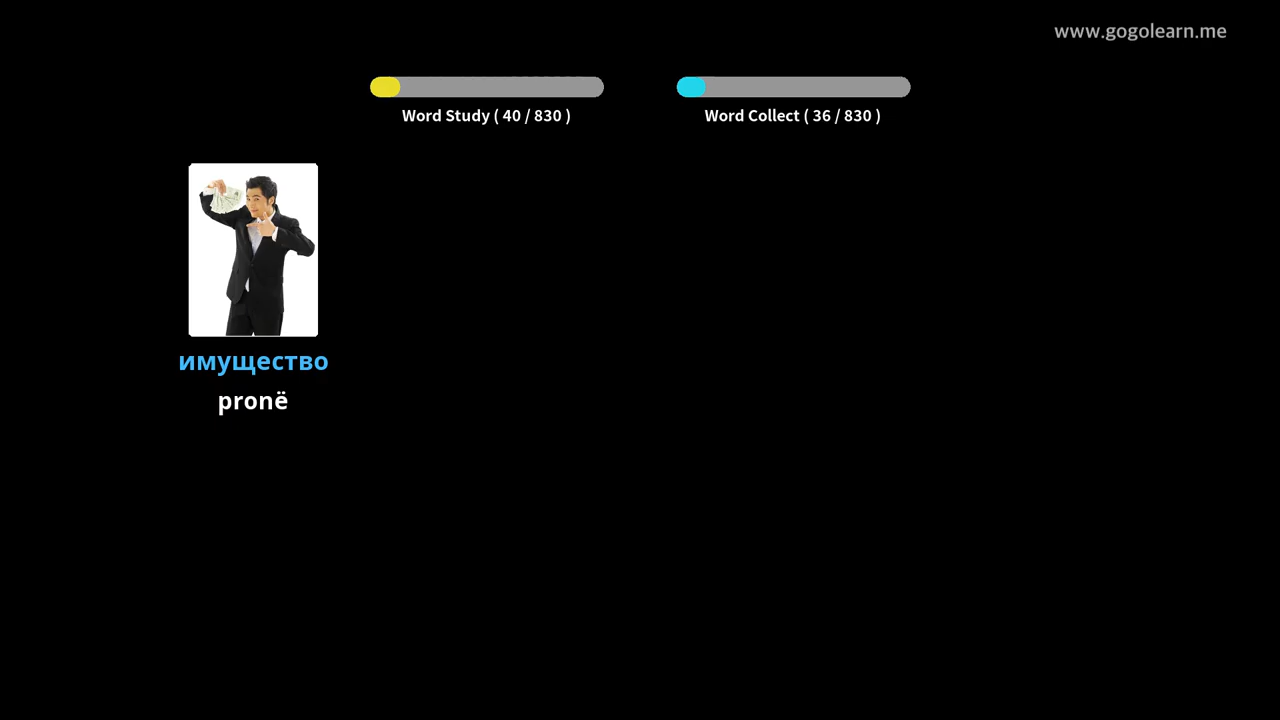 www.gogolearn.me
Word Study ( 40 / 830 )
Word Collect ( 36 / 830 )
имущество
pronë